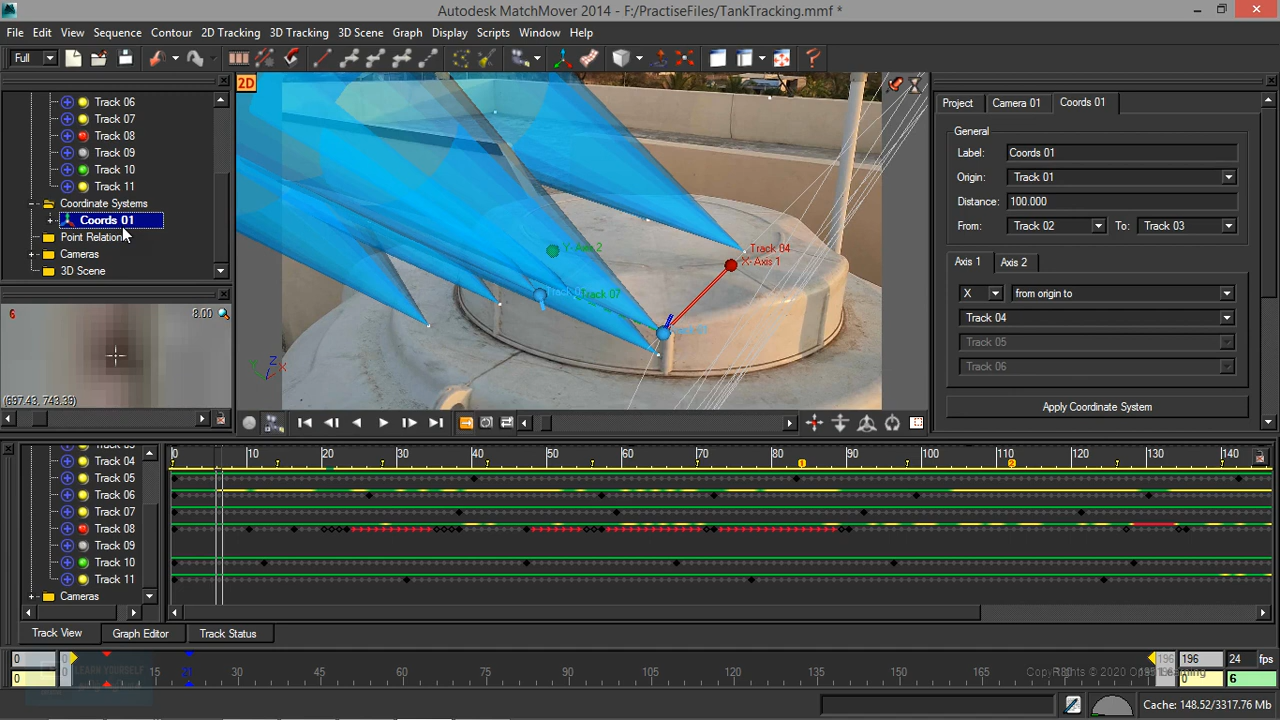 Autodesk MatchMover 2014 - F:/PractiseFiles/TankTracking.mmf *
File Edit View Sequence Contour 2D Tracking 3D Tracking 3D Scene Graph Display Scripts Window Help
Full
Track 06
Track 07
Track 08
Track 09
Track 10
Track 11
Coordinate Systems
Coords 01
Point Relation
Cameras
3D Scene
6
8.00
(697.43, 743.39)
2D
Track 04
X-Axis 1
Y-Axis 2
Track 07
Z
X
Project Camera 01 Coords 01
General
Label: Coords 01
Origin: Track 01
Distance: 100.000
From: Track 02 To: Track 03
Axis 1 Axis 2
X from origin to
Track 04
Track 05
Track 06
Apply Coordinate System
0 10 20 30 40 50 60 70 80 90 100 110 120 130 140
Track 04
Track 05
Track 06
Track 07
Track 08
Track 09
Track 10
Track 11
Cameras
Track View Graph Editor Track Status
0 0 196 196 24 fps
0 0 15 21 30 45 60 75 90 105 120 135 150 165 0 6
LEARN YOURSELF
Cache: 148.52/3317.76 Mb